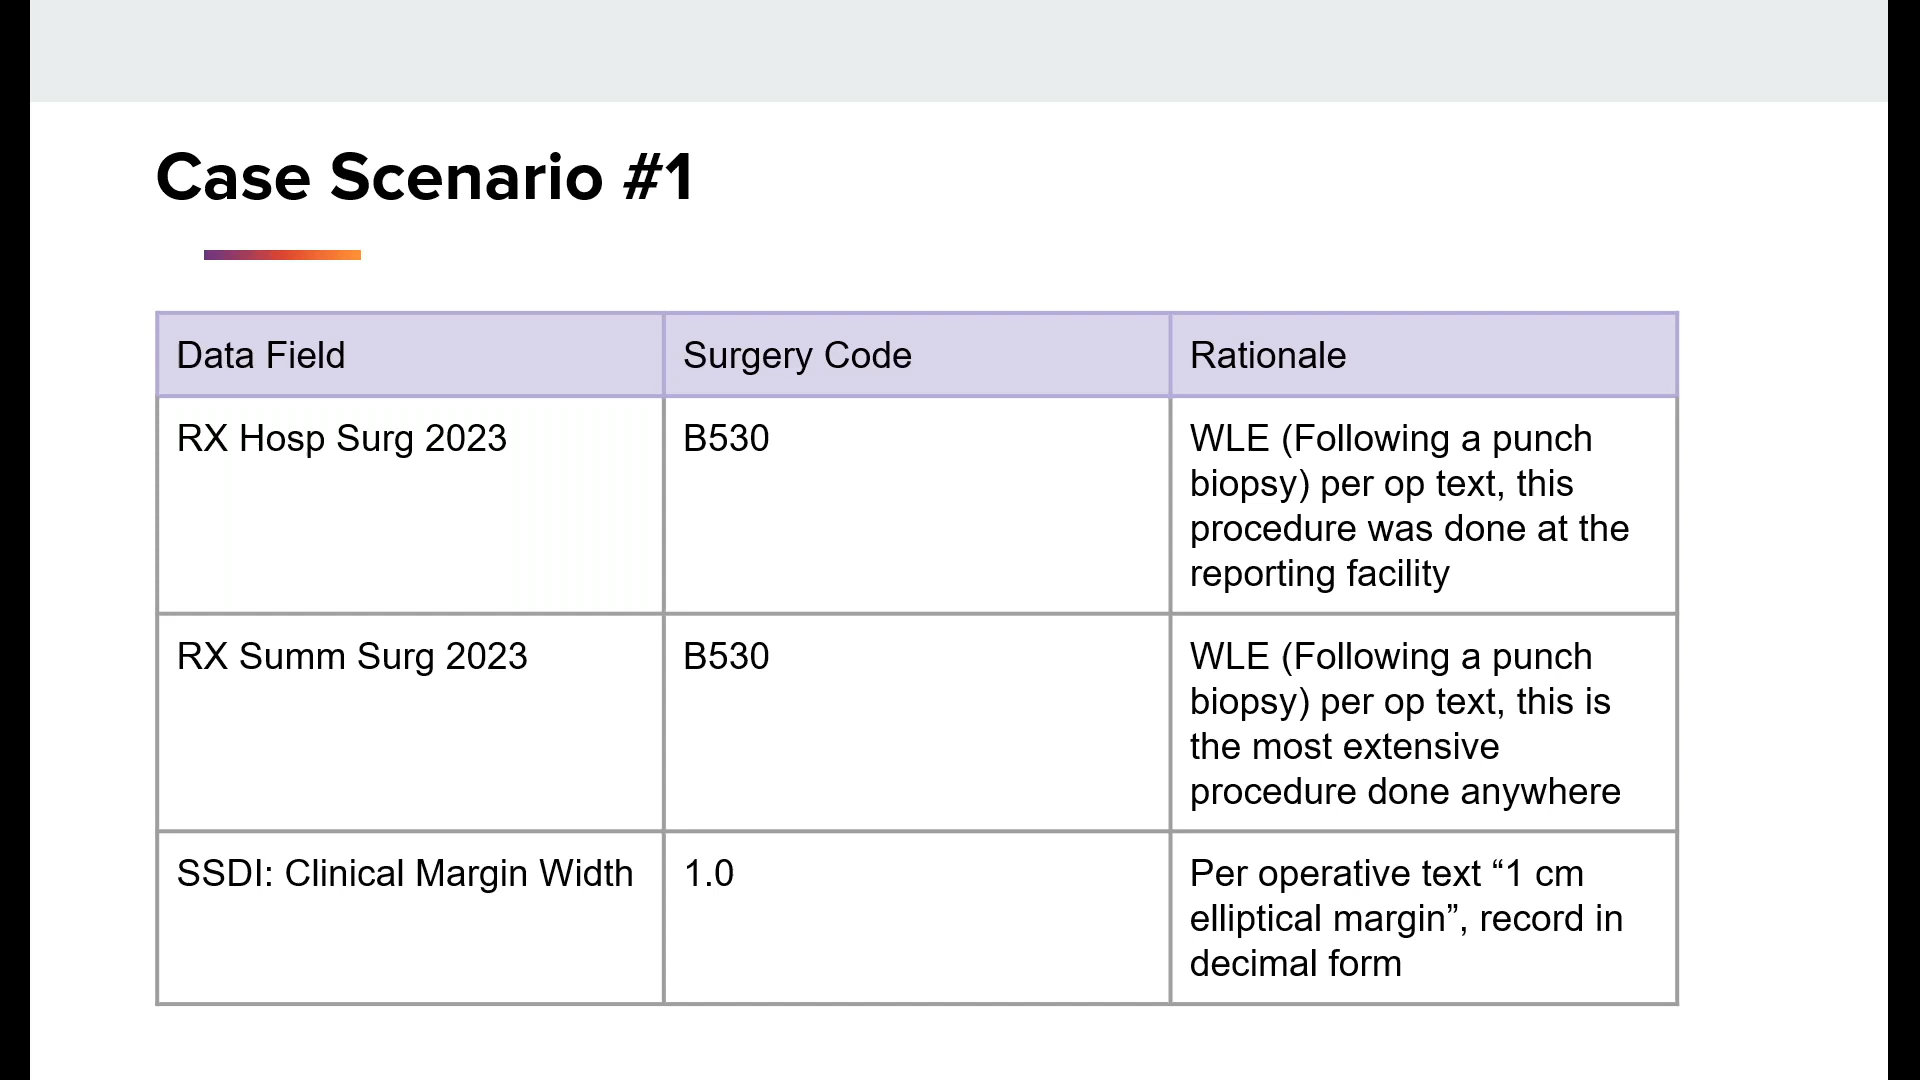 Case Scenario #1
Data Field
Surgery Code
Rationale
RX Hosp Surg 2023
B530
WLE (Following a punch
biopsy) per op text, this
procedure was done at the
reporting facility
RX Summ Surg 2023
B530
WLE (Following a punch
biopsy) per op text, this is
the most extensive
procedure done anywhere
SSDI: Clinical Margin Width
1.0
Per operative text “1 cm
elliptical margin”, record in
decimal form